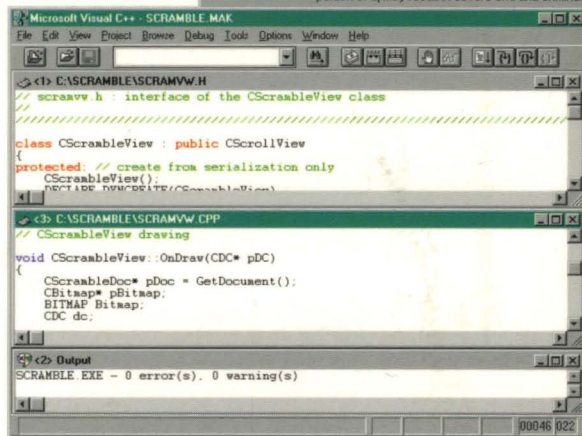 Microsoft Visual C++ - SCRAMBLE.MAK
File Edit View Project Browse Debug Tools Options Window Help
<1> C:\SCRAMBLE\SCRAMVW.H
// scramvw.h : interface of the CScrambleView class
//
/////////////////////////////////////////////////////////////////////////////
class CScrambleView : public CScrollView
{
protected: // create from serialization only
CScrambleView();
DECLARE_DYNCREATE(CScrambleView)
<3> C:\SCRAMBLE\SCRAMVW.CPP
// CScrambleView drawing
void CScrambleView::OnDraw(CDC* pDC)
{
CScrambleDoc* pDoc = GetDocument();
CBitmap* pBitmap;
BITMAP Bitmap;
CDC dc;
<2> Output
SCRAMBLE.EXE - 0 error(s), 0 warning(s)
00046 022